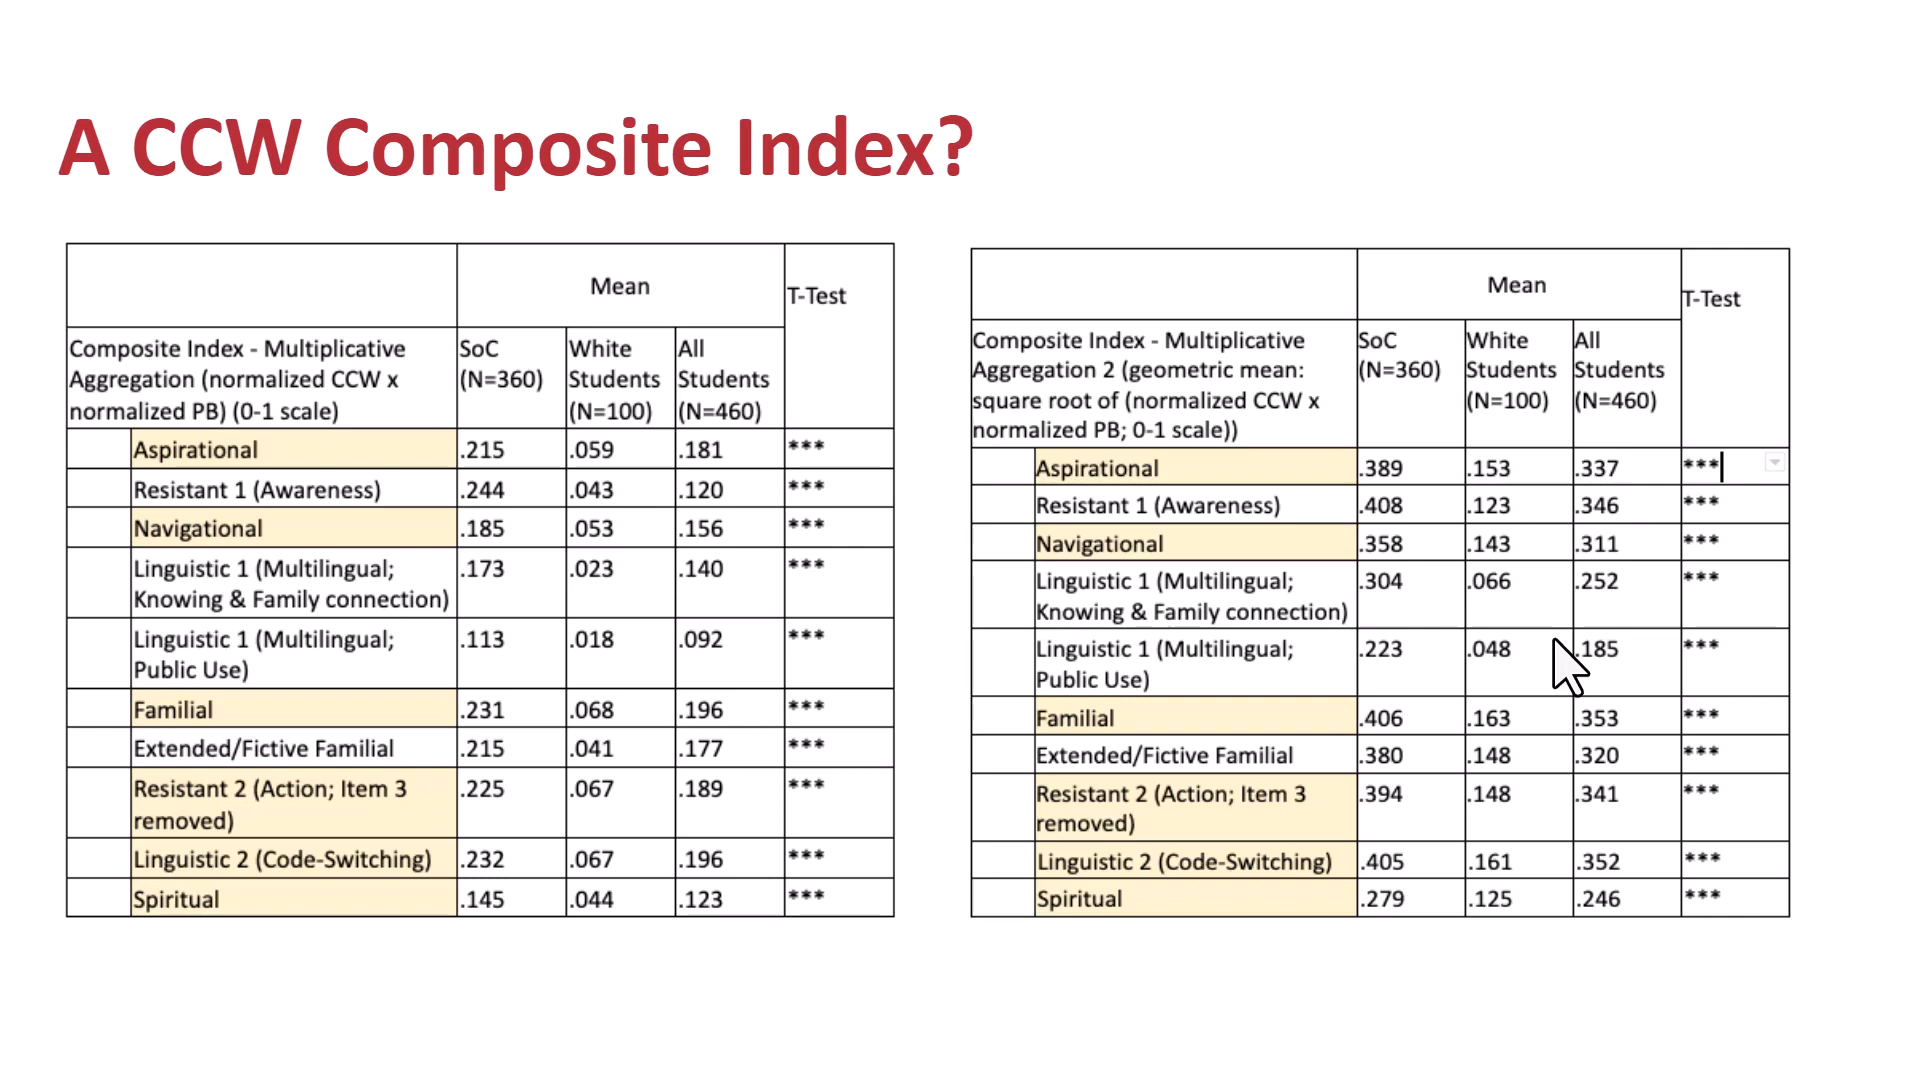 A CCW Composite Index?
Mean
T-Test
Composite Index - Multiplicative
Aggregation (normalized CCW x
normalized PB) (0-1 scale)
SoC
(N=360)
White
Students
(N=100)
All
Students
(N=460)
Aspirational .215 .059 .181 ***
Resistant 1 (Awareness) .244 .043 .120 ***
Navigational .185 .053 .156 ***
Linguistic 1 (Multilingual; .173 .023 .140 ***
Knowing & Family connection)
Linguistic 1 (Multilingual; .113 .018 .092 ***
Public Use)
Familial .231 .068 .196 ***
Extended/Fictive Familial .215 .041 .177 ***
Resistant 2 (Action; Item 3 .225 .067 .189 ***
removed)
Linguistic 2 (Code-Switching) .232 .067 .196 ***
Spiritual .145 .044 .123 ***
Mean
T-Test
Composite Index - Multiplicative
Aggregation 2 (geometric mean:
square root of (normalized CCW x
normalized PB; 0-1 scale))
SoC
(N=360)
White
Students
(N=100)
All
Students
(N=460)
Aspirational .389 .153 .337 ***
Resistant 1 (Awareness) .408 .123 .346 ***
Navigational .358 .143 .311 ***
Linguistic 1 (Multilingual; .304 .066 .252 ***
Knowing & Family connection)
Linguistic 1 (Multilingual; .223 .048 .185 ***
Public Use)
Familial .406 .163 .353 ***
Extended/Fictive Familial .380 .148 .320 ***
Resistant 2 (Action; Item 3 .394 .148 .341 ***
removed)
Linguistic 2 (Code-Switching) .405 .161 .352 ***
Spiritual .279 .125 .246 ***